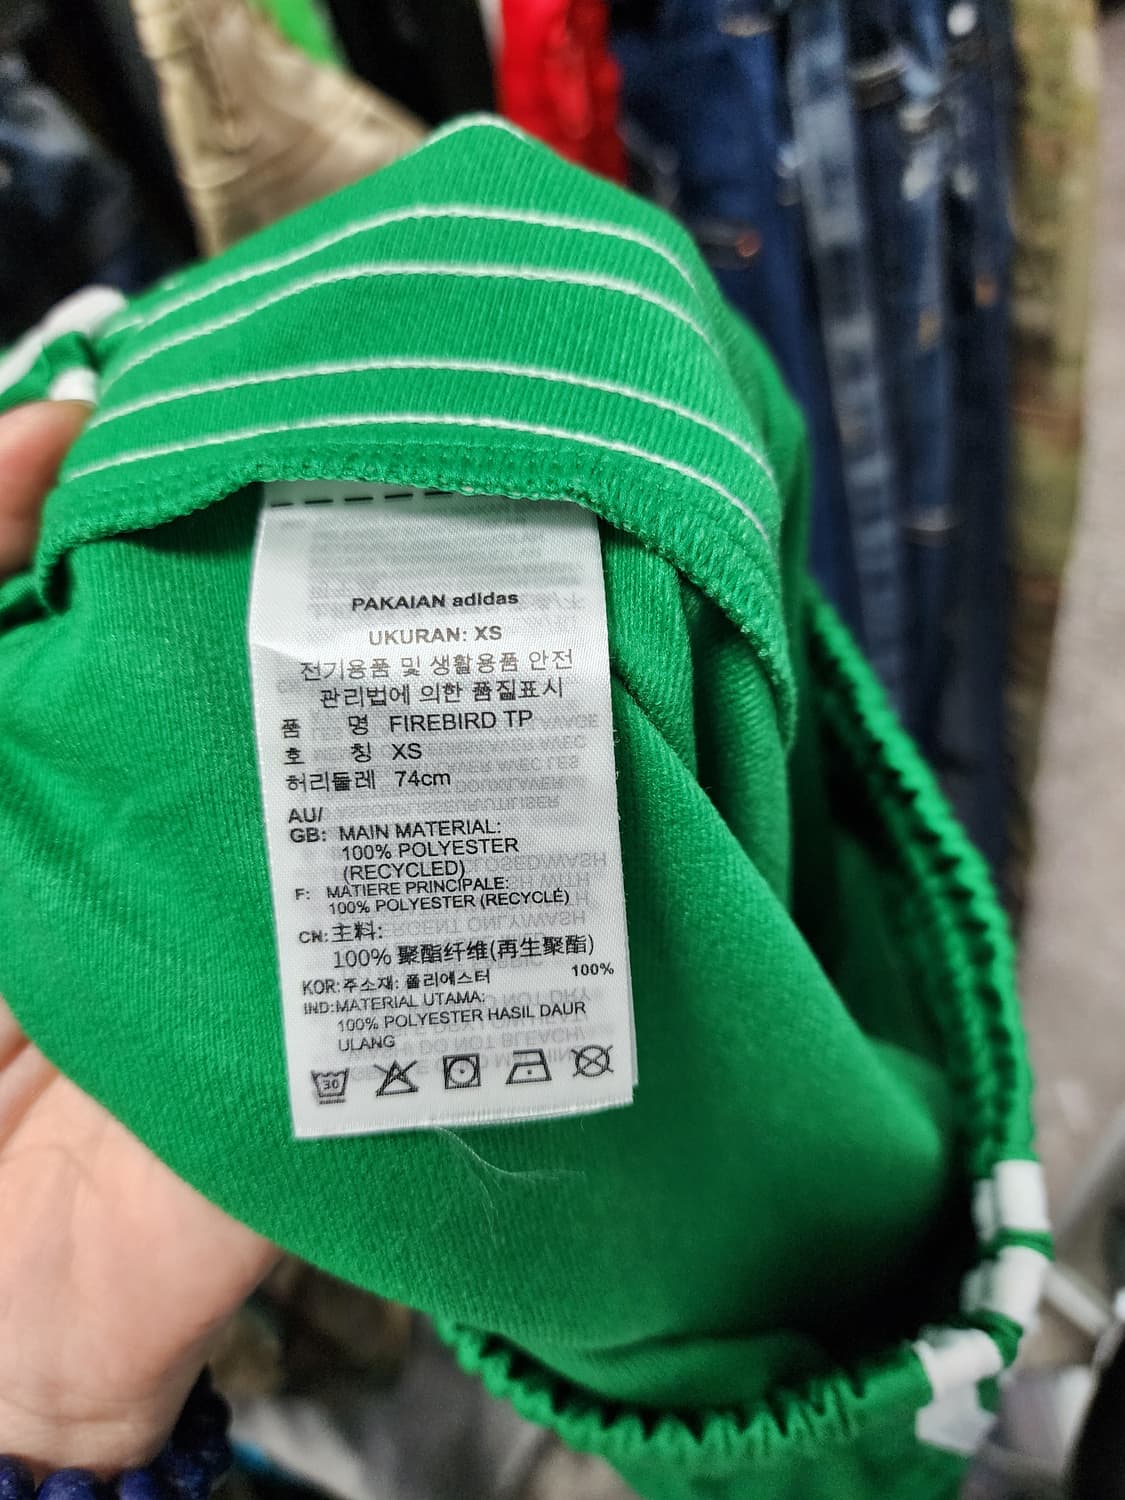 PAKAIAN adidas
UKURAN: XS
전기용품 및 생활용품 안전
관리법에 의한 품질표시
품 명 FIREBIRD TP
호 칭 XS
허리둘레 74cm
AU/
GB: MAIN MATERIAL:
100% POLYESTER
(RECYCLED)
F: MATIERE PRINCIPALE:
100% POLYESTER (RECYCLÉ)
CN: 主料:
100% 聚酯纤维(再生聚酯)
KOR: 주소재: 폴리에스터 100%
IND: MATERIAL UTAMA:
100% POLYESTER HASIL DAUR
ULANG
30